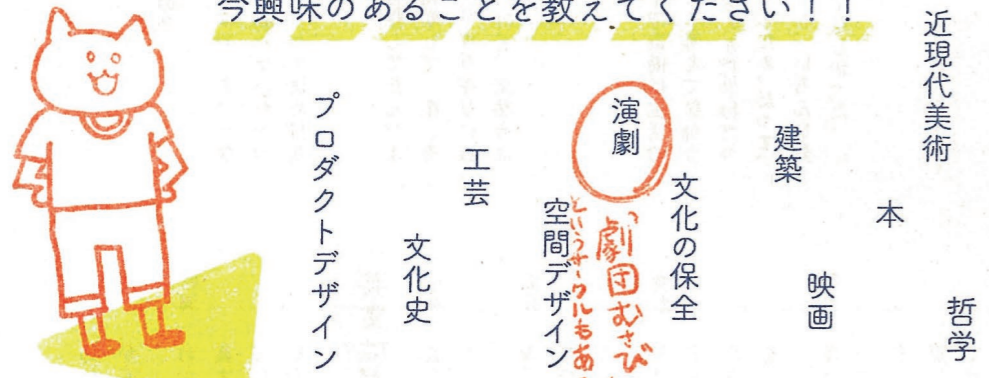 今興味のあることを教えてください！！
近現代美術
哲学
本
映画
建築
文化の保全
演劇
劇団むさび
というサークルもあ
空間デザイン
工芸
文化史
プロダクトデザイン